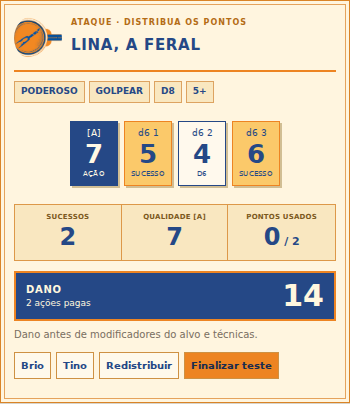 ATAQUE · DISTRIBUA OS PONTOS
LINA, A FERAL
PODEROSO GOLPEAR D8 5+
[A] d6 1 d6 2 d6 3
7 5 4 6
AÇÃO SUCESSO D6 SUCESSO
SUCESSOS QUALIDADE [A] PONTOS USADOS
2 7 0 / 2
DANO
2 ações pagas
14
Dano antes de modificadores do alvo e técnicas.
Brio Tino Redistribuir Finalizar teste